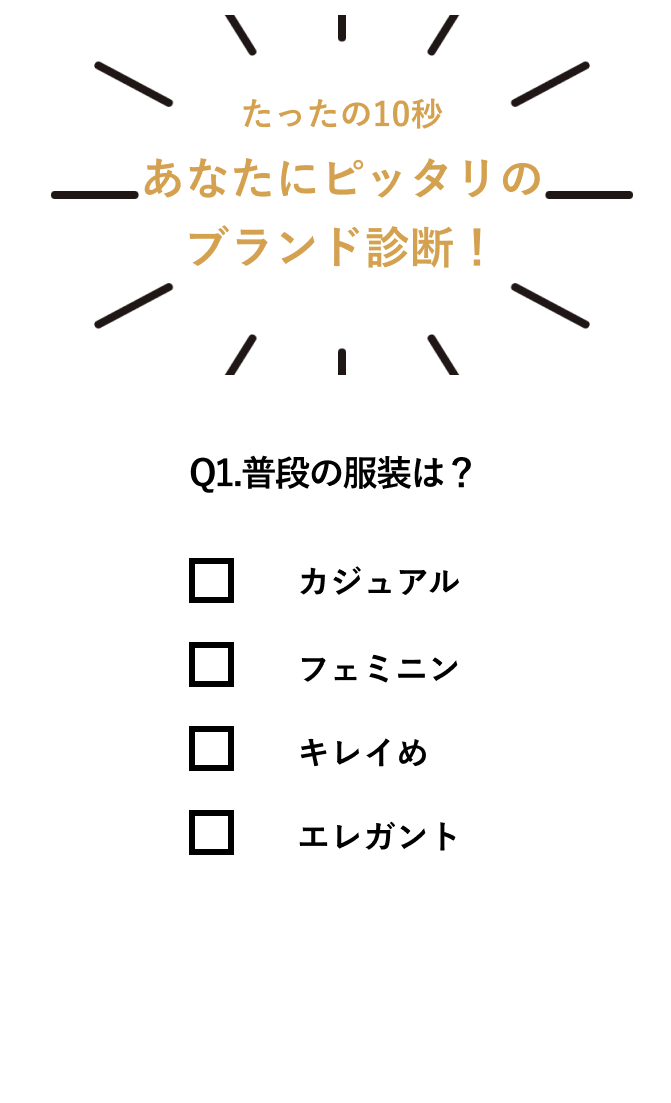 たったの10秒
あなたにピッタリの
ブランド診断！
Q1.普段の服装は？
カジュアル
フェミニン
キレイめ
エレガント